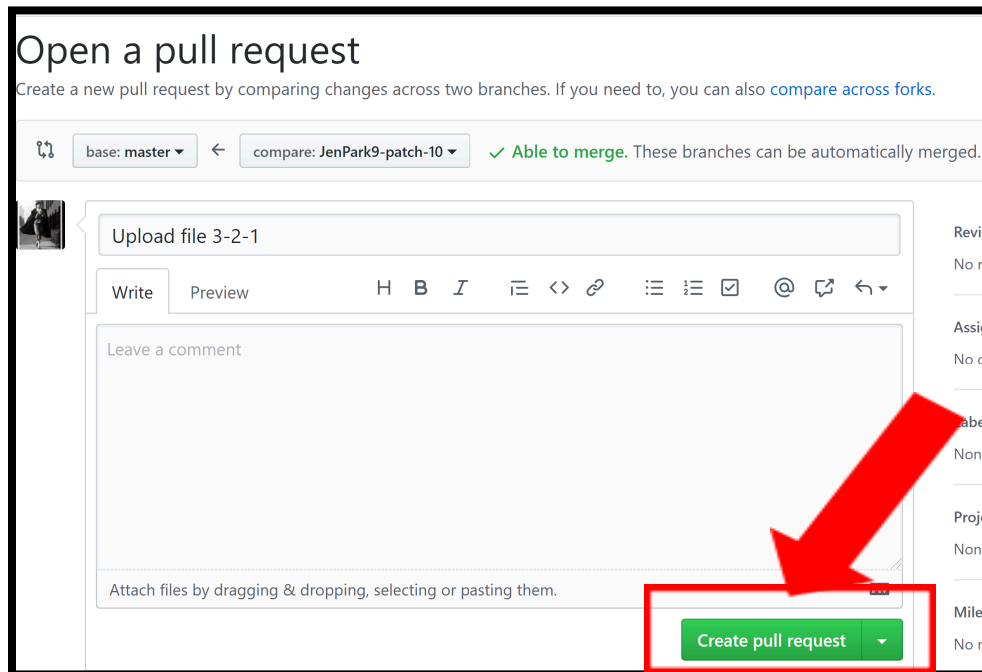 Open a pull request
Create a new pull request by comparing changes across two branches. If you need to, you can also compare across forks.
base: master
compare: JenPark9-patch-10
Able to merge. These branches can be automatically merged.
Upload file 3-2-1
Write Preview
H B I @
Leave a comment
Attach files by dragging & dropping, selecting or pasting them.
Create pull request
No
No